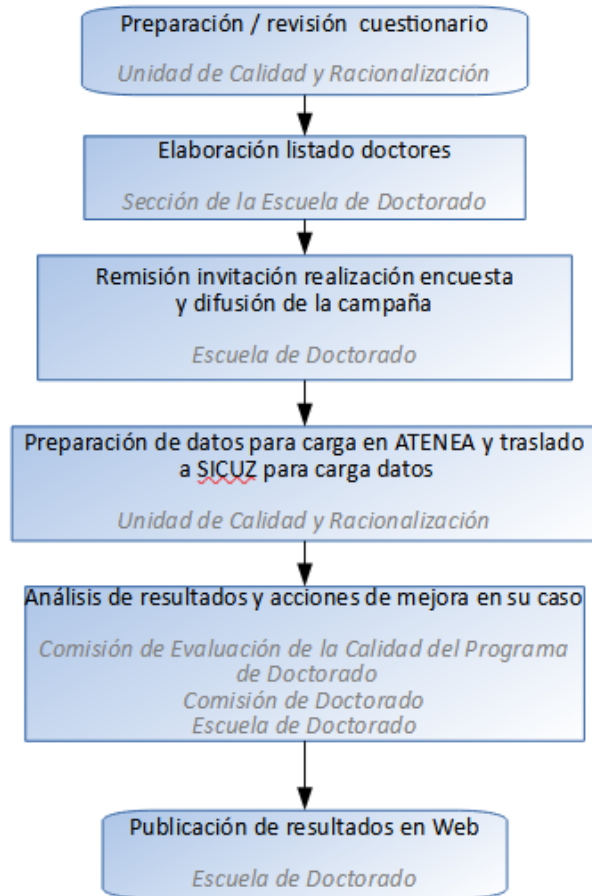 Preparación / revisión cuestionario
Unidad de Calidad y Racionalización
Elaboración listado doctores
Sección de la Escuela de Doctorado
Remisión invitación realización encuesta
y difusión de la campaña
Escuela de Doctorado
Preparación de datos para carga en ATENEA y traslado
a SICUZ para carga datos
Unidad de Calidad y Racionalización
Análisis de resultados y acciones de mejora en su caso
Comisión de Evaluación de la Calidad del Programa
de Doctorado
Comisión de Doctorado
Escuela de Doctorado
Publicación de resultados en Web
Escuela de Doctorado